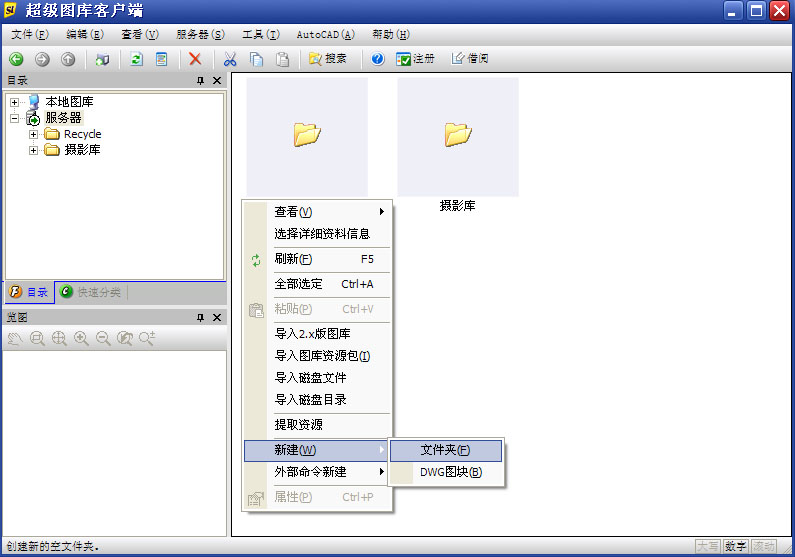 超级图库客户端
文件(F) 编辑(E) 查看(V) 服务器(S) 工具(T) AutoCAD(A) 帮助(H)
搜索 注册 借阅
目录
本地图库
服务器
Recycle
摄影库
摄影库
查看(V)
选择详细资料信息
刷新(F) F5
全部选定 Ctrl+A
粘贴(P) Ctrl+V
导入2.x版图库
导入图库资源包(I)
导入磁盘文件
导入磁盘目录
提取资源
新建(W)
文件夹(F)
外部命令新建
DWG图块(B)
属性(P) Ctrl+P
目录 快速分类
览图
创建新的空文件夹。
大写 数字 滚动